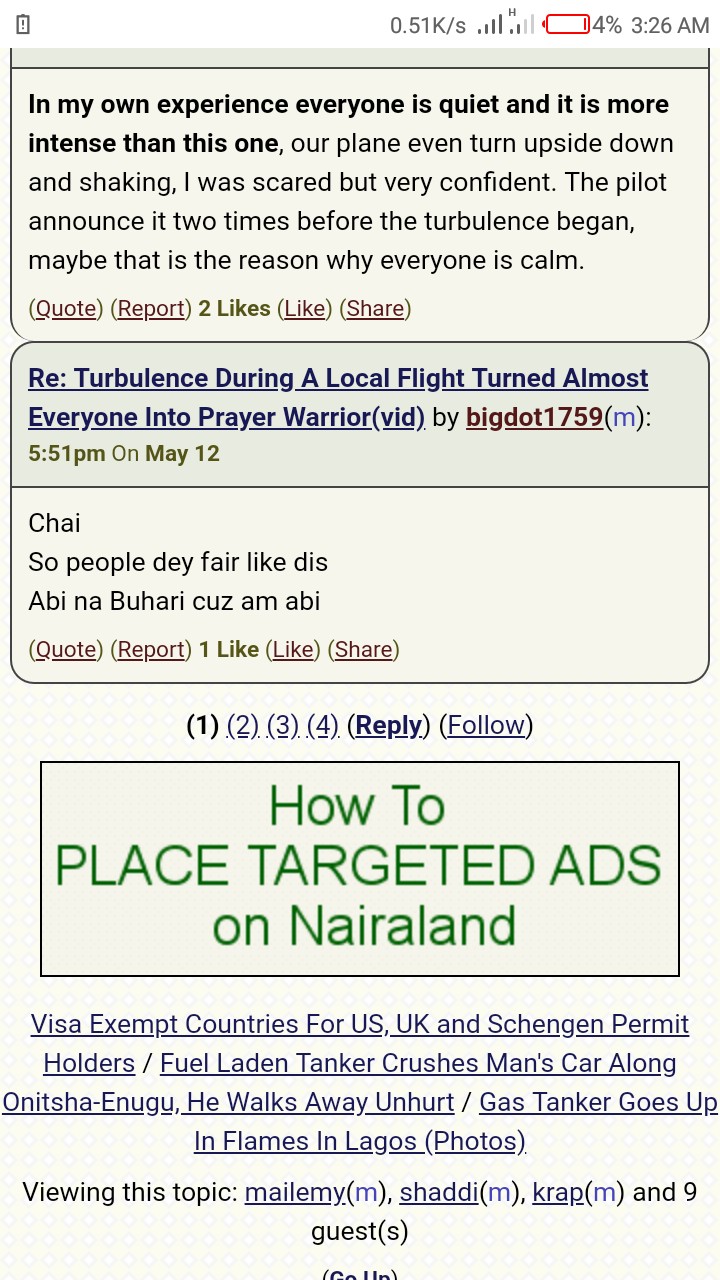 0.51K/s H 4% 3:26 AM
In my own experience everyone is quiet and it is more
intense than this one, our plane even turn upside down
and shaking, I was scared but very confident. The pilot
announce it two times before the turbulence began,
maybe that is the reason why everyone is calm.
(Quote) (Report) 2 Likes (Like) (Share)
Re: Turbulence During A Local Flight Turned Almost
Everyone Into Prayer Warrior(vid) by bigdot1759(m):
5:51pm On May 12
Chai
So people dey fair like dis
Abi na Buhari cuz am abi
(Quote) (Report) 1 Like (Like) (Share)
(1) (2) (3) (4) (Reply) (Follow)
How To
PLACE TARGETED ADS
on Nairaland
Visa Exempt Countries For US, UK and Schengen Permit
Holders / Fuel Laden Tanker Crushes Man's Car Along
Onitsha-Enugu, He Walks Away Unhurt / Gas Tanker Goes Up
In Flames In Lagos (Photos)
Viewing this topic: mailemy(m), shaddi(m), krap(m) and 9
guest(s)
(Go Up)